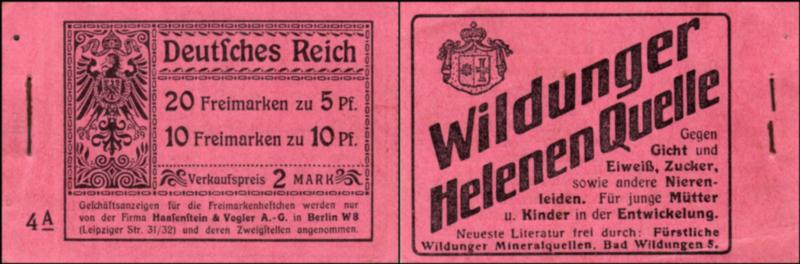 Deutſches Reich
20 Freimarken zu 5 Pf.
10 Freimarken zu 10 Pf.
Verkaufspreis 2 MARK
Geſchäftsanzeigen für die Freimarkenheftchen werden nur
von der Firma Haaſenſtein & Vogler A.-G. in Berlin W8
(Leipziger Str. 31/32) und deren Zweigſtellen angenommen.
4A
Wildunger
Helenen Quelle
Gegen
Gicht und
Eiweiß, Zucker,
sowie andere Nieren-
leiden. Für junge Mütter
u. Kinder in der Entwickelung.
Neueste Literatur frei durch: Fürstliche
Wildunger Mineralquellen, Bad Wildungen 5.